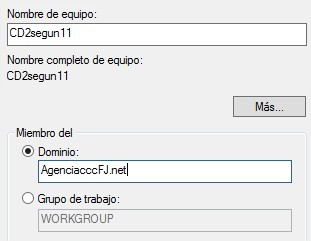 Nombre de equipo:
CD2segun11
Nombre completo de equipo:
CD2segun11
Más...
Miembro del
Dominio:
AgenciacccFJ.net
Grupo de trabajo:
WORKGROUP